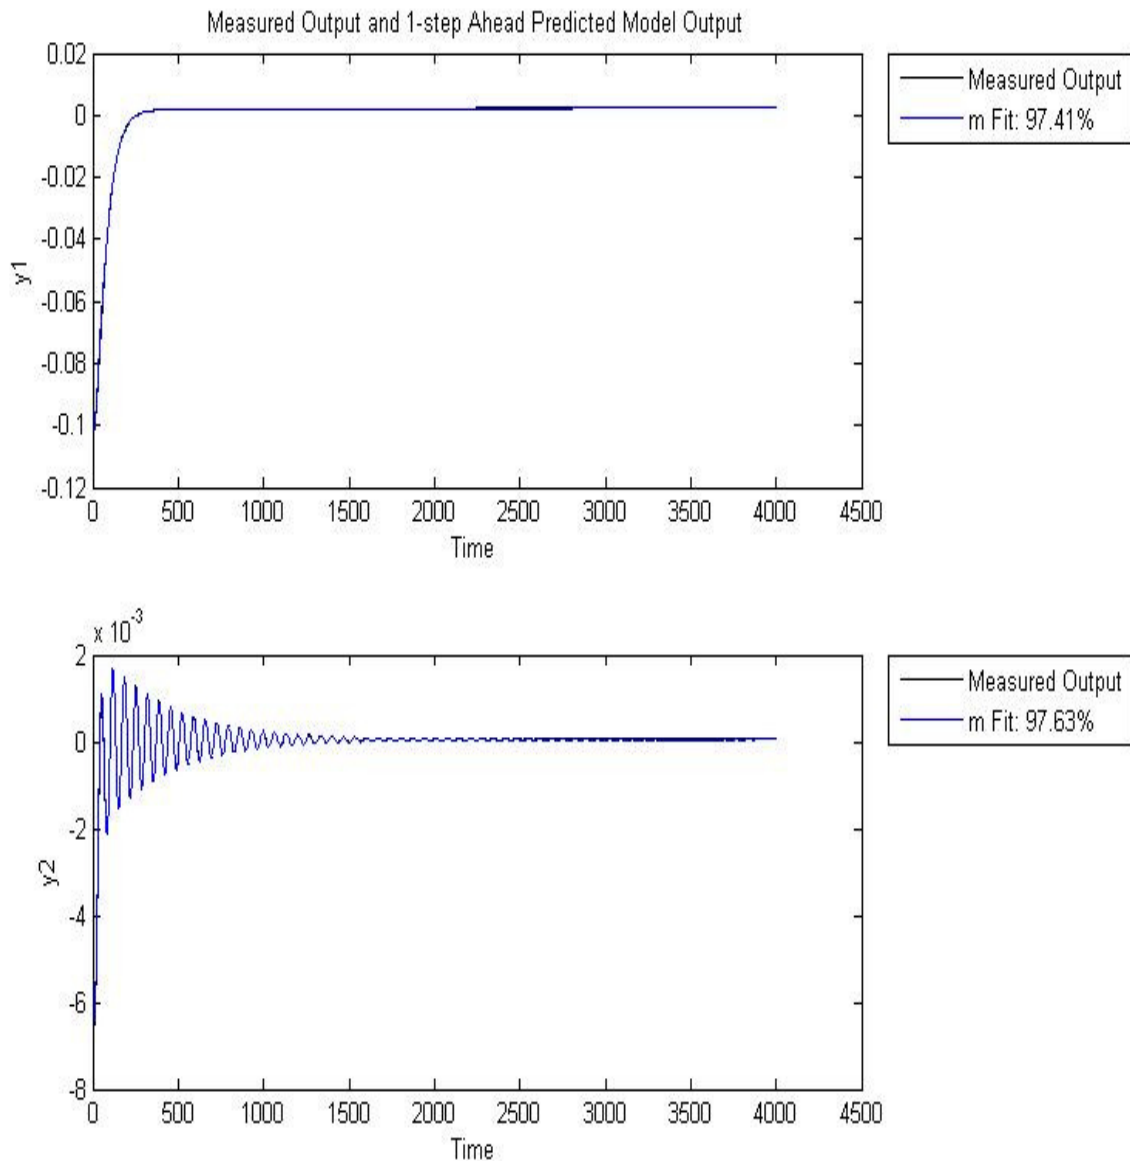 Measured Output and 1-step Ahead Predicted Model Output
0.02
0
-0.02
-0.04
-0.06
-0.08
-0.1
-0.12
y1
0 500 1000 1500 2000 2500 3000 3500 4000 4500
Time
Measured Output
m Fit: 97.41%
x 10^-3
2
0
-2
-4
-6
-8
y2
0 500 1000 1500 2000 2500 3000 3500 4000 4500
Time
Measured Output
m Fit: 97.63%